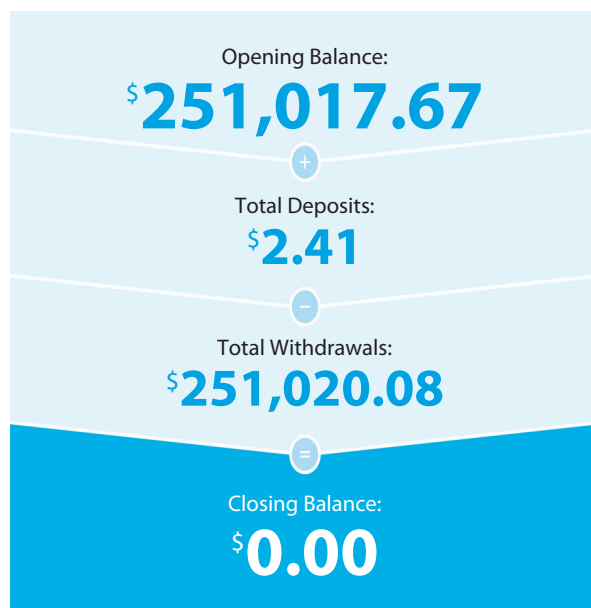 Opening Balance:
$251,017.67
+
Total Deposits:
$2.41
−
Total Withdrawals:
$251,020.08
=
Closing Balance:
$0.00